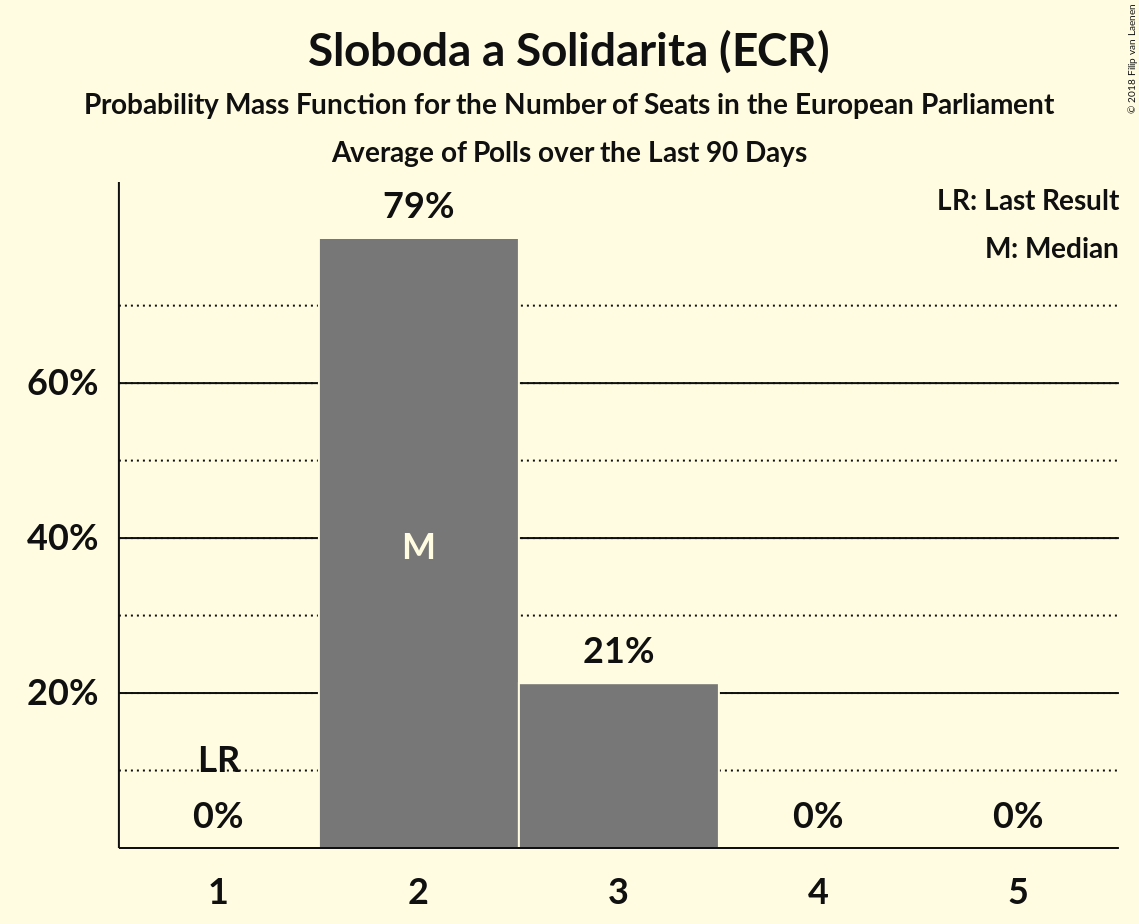 Sloboda a Solidarita (ECR)
Probability Mass Function for the Number of Seats in the European Parliament
Average of Polls over the Last 90 Days
© 2018 Filip van Laenen
LR: Last Result
M: Median
79%
60%
40%
M
21%
20%
LR
0%
0%
0%
1
2
3
4
5